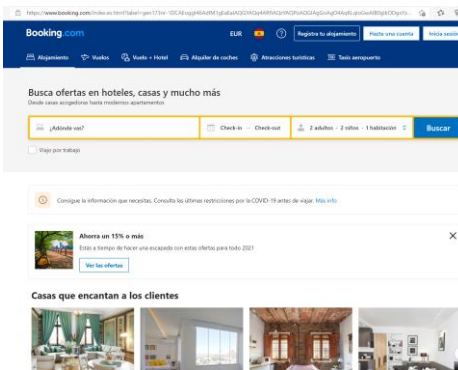 Booking.com
EUR
Registra tu alojamiento
Hazte una cuenta
Inicia sesión
Alojamiento
Vuelos
Vuelo + Hotel
Alquiler de coches
Atracciones turísticas
Taxis aeropuerto
Busca ofertas en hoteles, casas y mucho más
Desde casas acogedoras hasta modernos apartamentos
¿Adónde vas?
Check-in — Check-out
2 adultos · 2 niños · 1 habitación
Buscar
Viajo por trabajo
Consigue la información que necesitas. Consulta las últimas restricciones por la COVID-19 antes de viajar. Más info
Ahorra un 15% o más
Estás a tiempo de hacer una escapada con estas ofertas para todo 2021
Ver las ofertas
Casas que encantan a los clientes